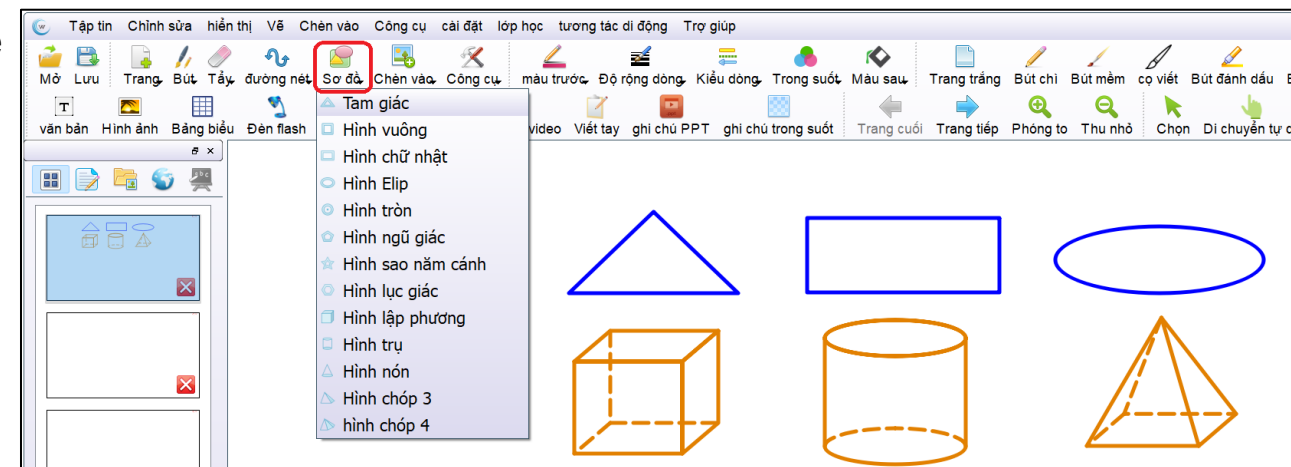 Tập tin Chỉnh sửa hiển thị Vẽ Chèn vào Công cụ cài đặt lớp học tương tác di động Trợ giúp
Mở Lưu Trang Bút Tẩy đường nét Sơ đồ Chèn vào Công cụ màu trước Độ rộng dòng Kiểu dòng Trong suốt Màu sau Trang trắng Bút chì Bút mềm cọ viết Bút đánh dấu
văn bản Hình ảnh Bảng biểu Đèn flash video Viết tay ghi chú PPT ghi chú trong suốt Trang cuối Trang tiếp Phóng to Thu nhỏ Chọn Di chuyển tự
Tam giác
Hình vuông
Hình chữ nhật
Hình Elip
Hình tròn
Hình ngũ giác
Hình sao năm cánh
Hình lục giác
Hình lập phương
Hình trụ
Hình nón
Hình chóp 3
hình chóp 4